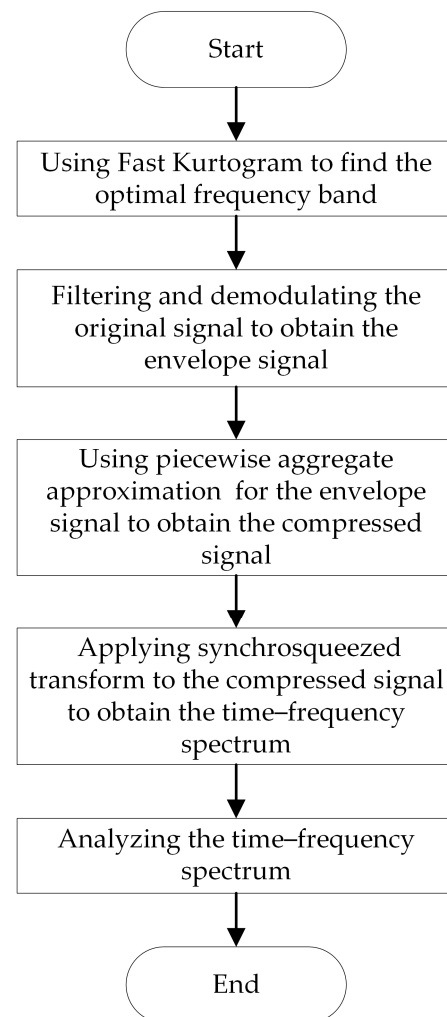 Start
Using Fast Kurtogram to find the
optimal frequency band
Filtering and demodulating the
original signal to obtain the
envelope signal
Using piecewise aggregate
approximation for the envelope
signal to obtain the compressed
signal
Applying synchrosqueezed
transform to the compressed signal
to obtain the time–frequency
spectrum
Analyzing the time–frequency
spectrum
End